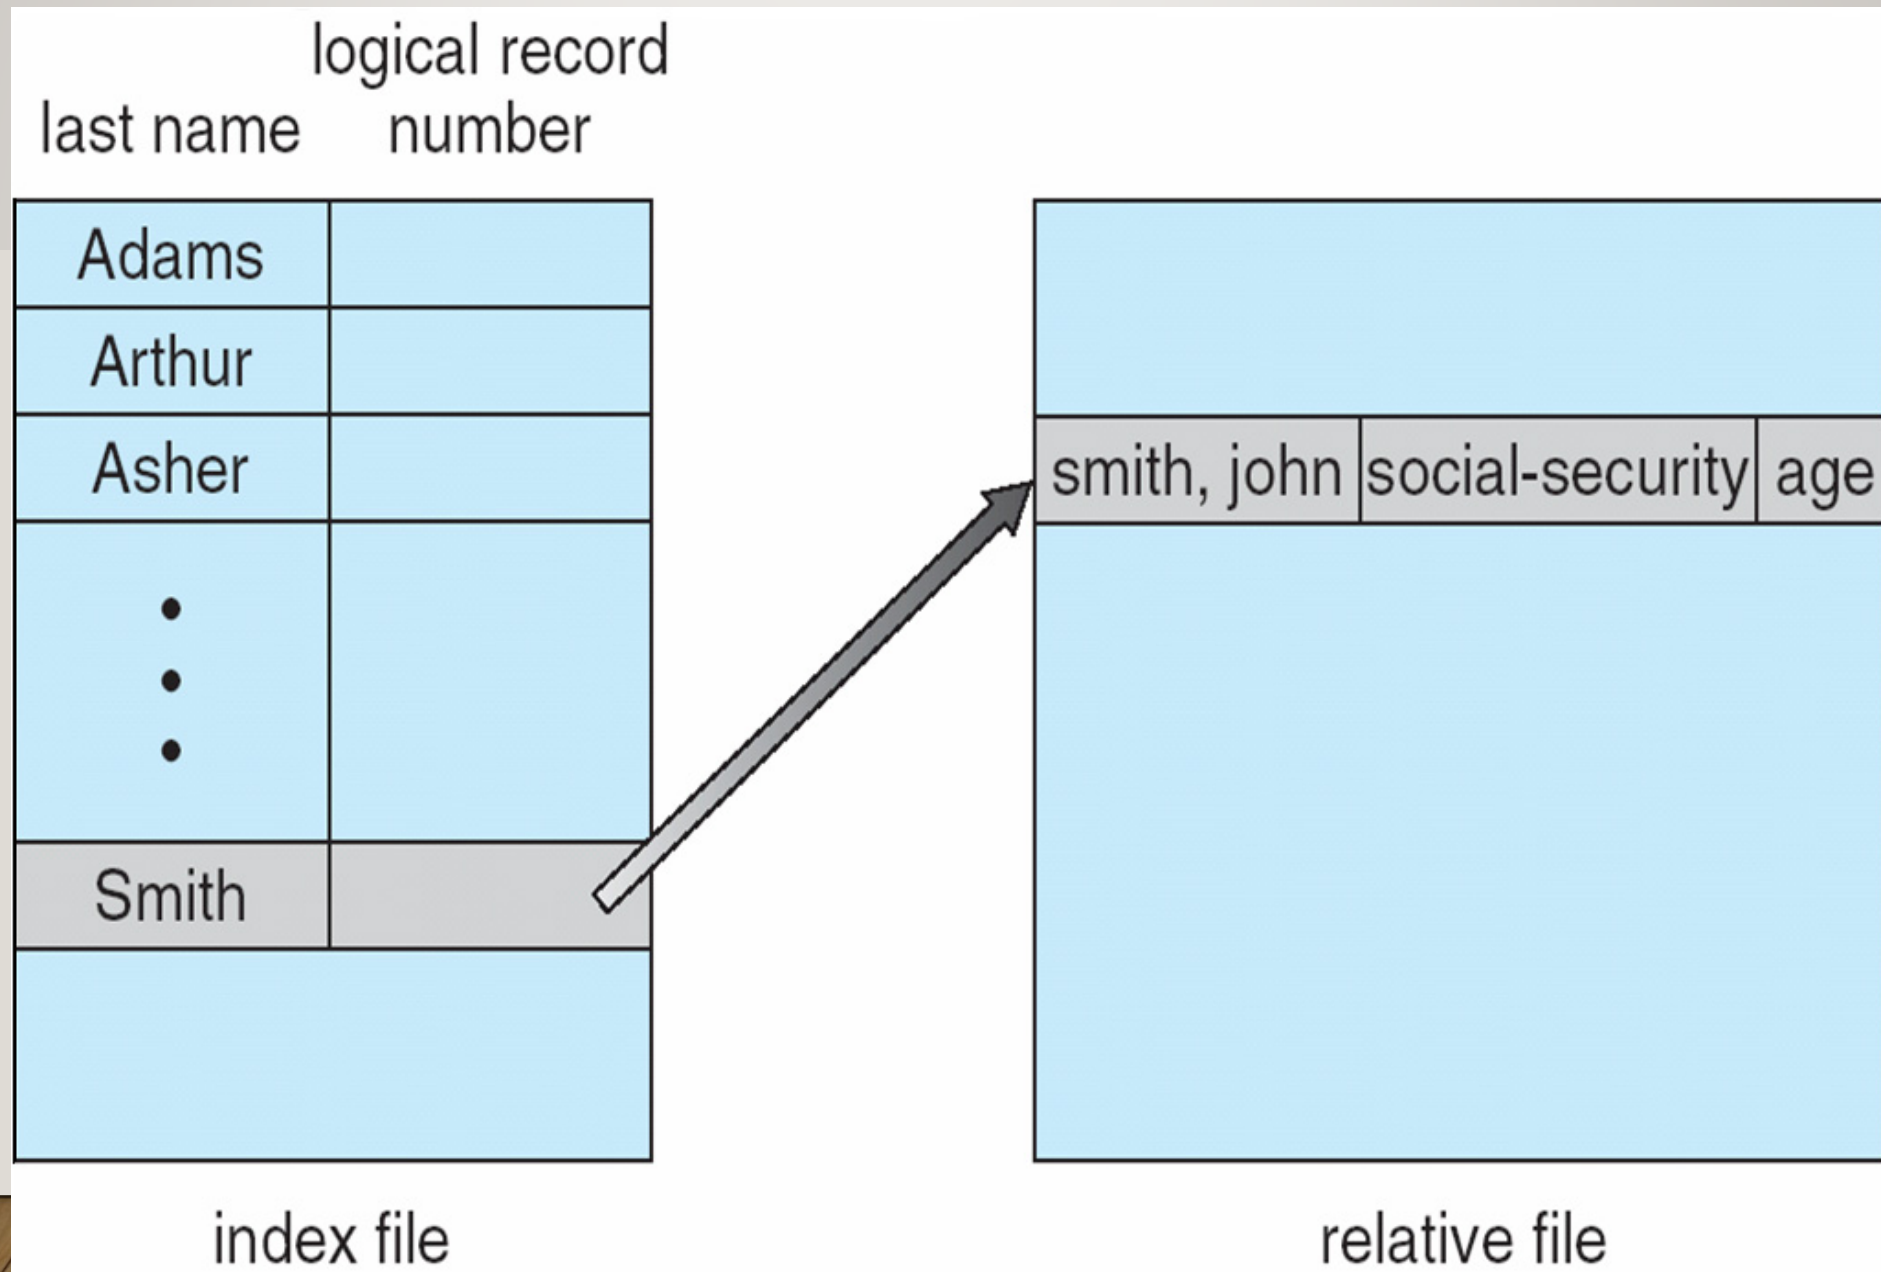 logical record
last name number
Adams
Arthur
Asher
Smith
smith, john social-security age
index file
relative file